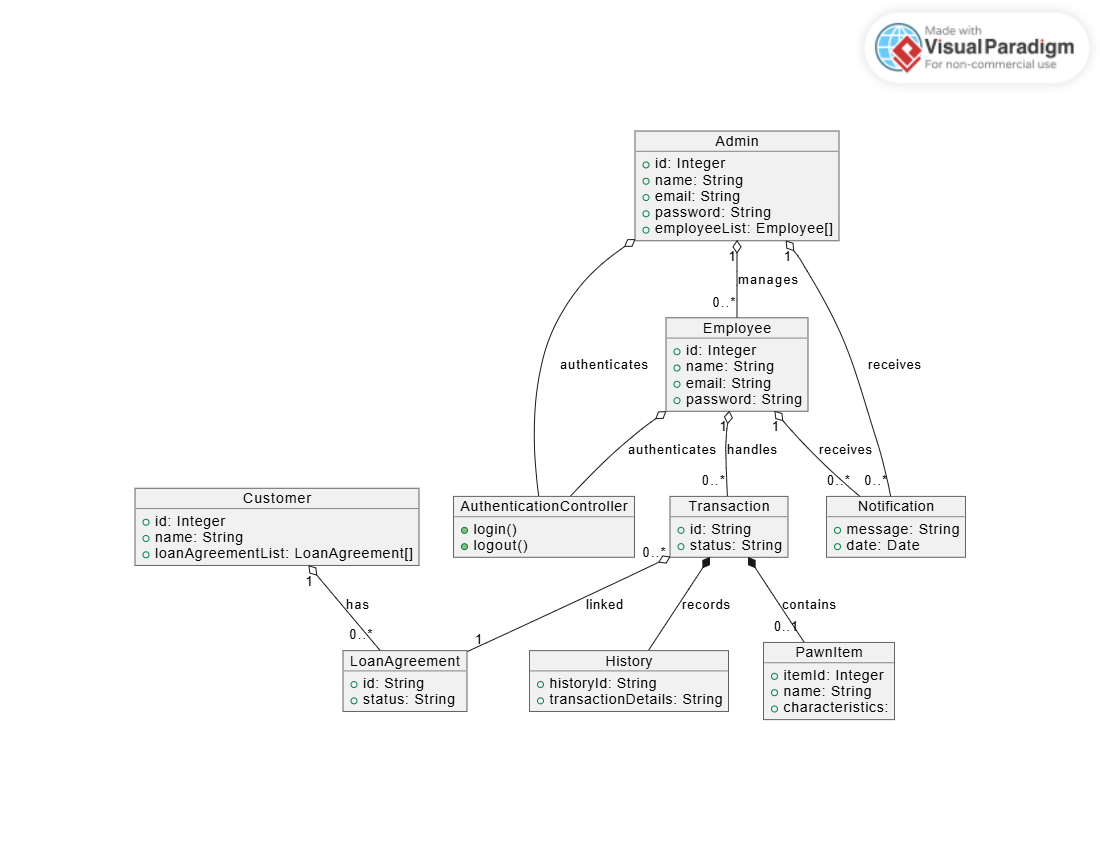 Made with
Visual Paradigm
For non-commercial use
Admin
id: Integer
name: String
email: String
password: String
employeeList: Employee[]
1
1
manages
0..*
Employee
id: Integer
name: String
email: String
password: String
authenticates
receives
1
1
authenticates
handles
receives
0..*
0..*
0..*
Customer
id: Integer
name: String
loanAgreementList: LoanAgreement[]
AuthenticationController
login()
logout()
Transaction
id: String
status: String
Notification
message: String
date: Date
0..*
1
has
linked
records
contains
0..*
1
0..1
LoanAgreement
id: String
status: String
History
historyId: String
transactionDetails: String
PawnItem
itemId: Integer
name: String
characteristics: